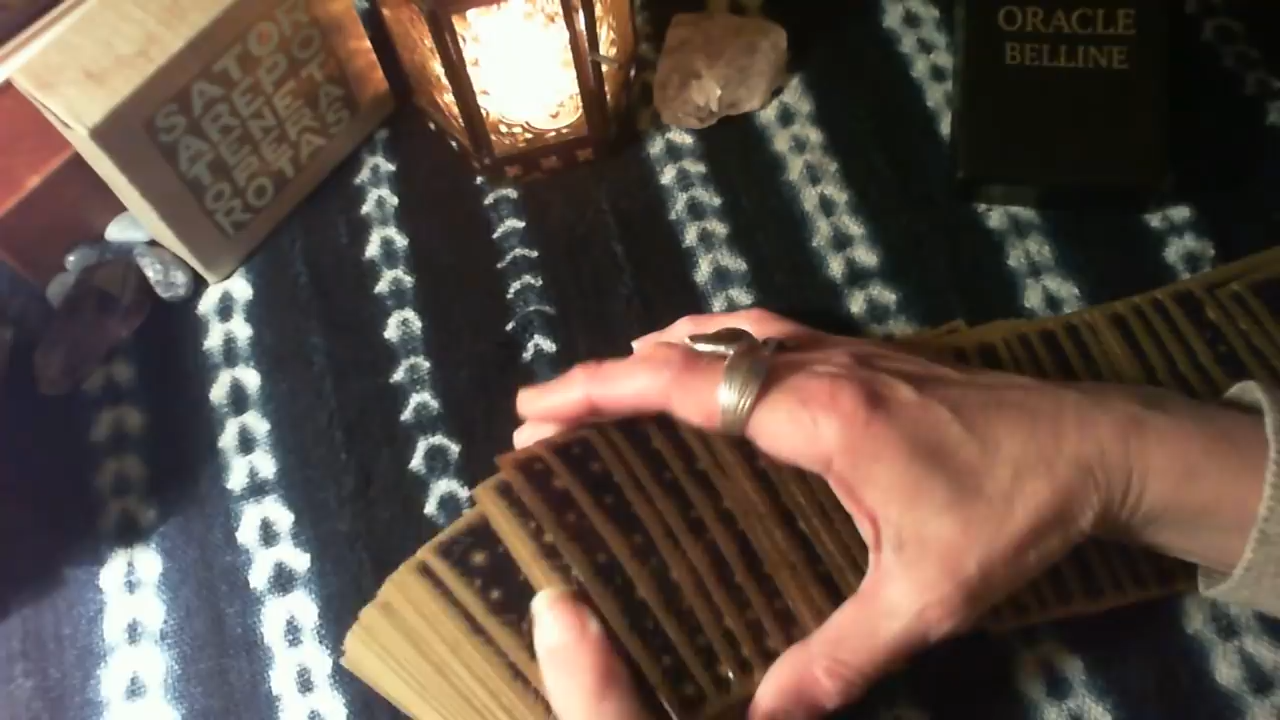 SATOR
AREPO
TENET
OPERA
ROTAS
ORACLE
BELLINE